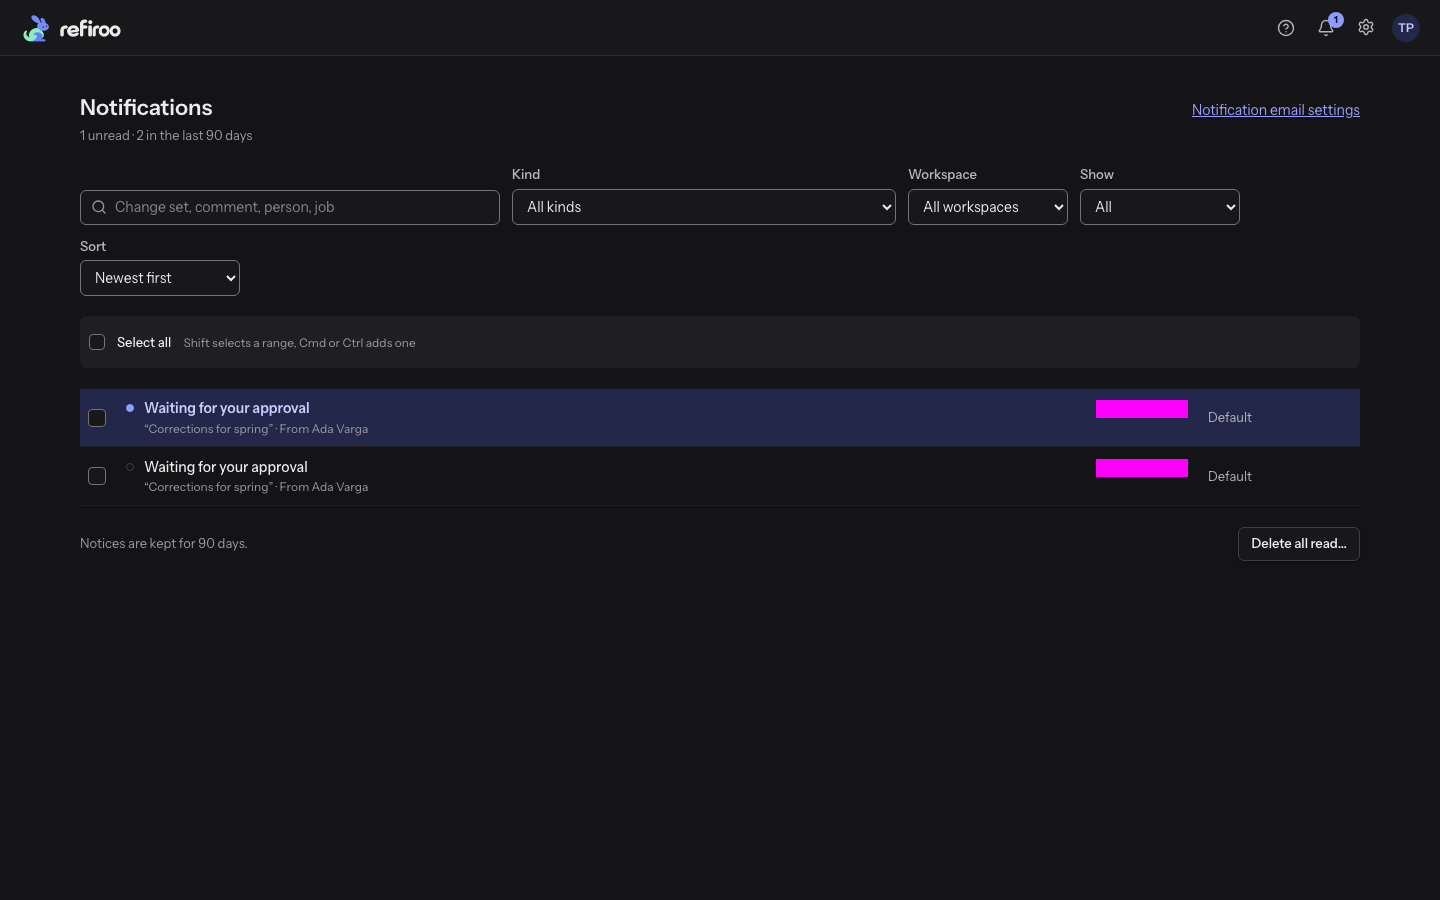 refiroo
1
TP
Notifications
Notification email settings
1 unread · 2 in the last 90 days
Kind
Workspace
Show
Change set, comment, person, job
All kinds
All workspaces
All
Sort
Newest first
Select all
Shift selects a range, Cmd or Ctrl adds one
Waiting for your approval
Default
“Corrections for spring” · From Ada Varga
Waiting for your approval
Default
“Corrections for spring” · From Ada Varga
Notices are kept for 90 days.
Delete all read...